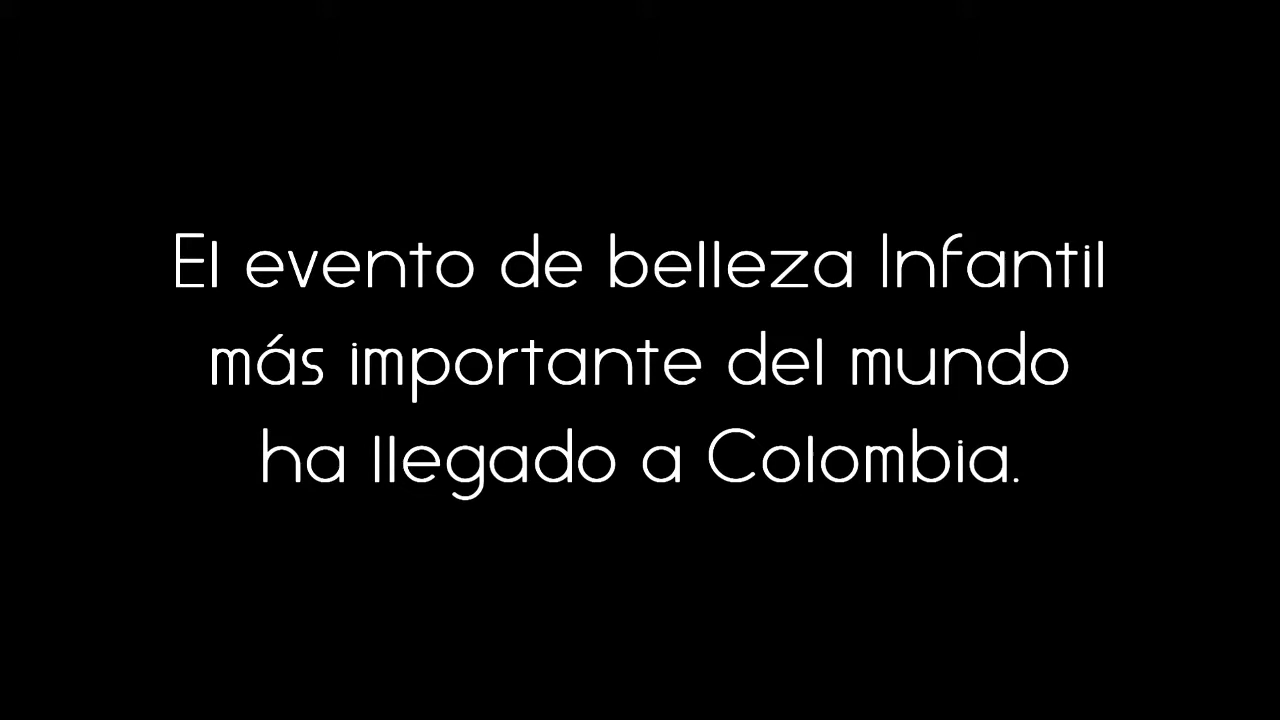 El evento de belleza Infantil
más importante del mundo
ha llegado a Colombia.